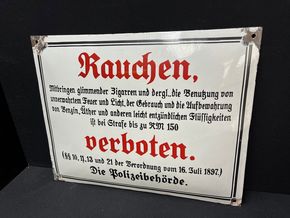 Rauchen,
Mitbringen glimmender Zigarren und dergl., die Benutzung von
unverwahrtem Feuer und Licht, der Gebrauch und die Aufbewahrung
von Benzin, Äther und anderen leicht entzündlichen Flüssigkeiten
ist bei Strafe bis zu RM 150
verboten.
(§§ 10, 11, 13 und 21 der Verordnung vom 16. Juli 1897.)
Die Polizeibehörde.